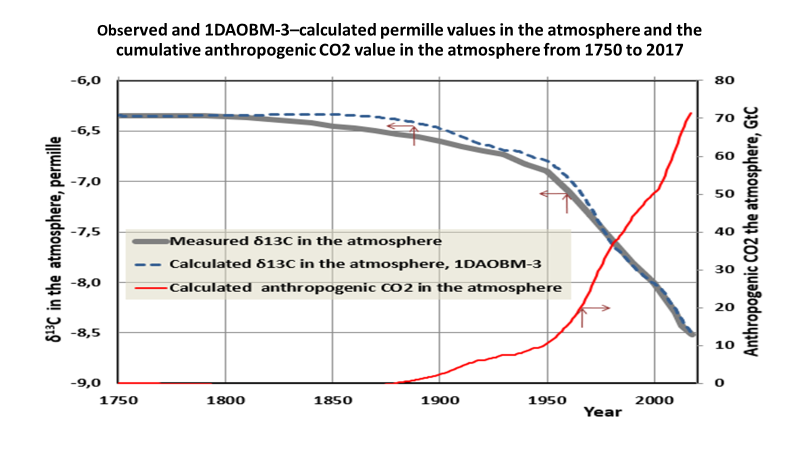 Observed and 1DAOBM-3–calculated permille values in the atmosphere and the
cumulative anthropogenic CO2 value in the atmosphere from 1750 to 2017
-6,0
-6,5
-7,0
-7,5
-8,0
-8,5
-9,0
δ13C in the atmosphere, permille
80
70
60
50
40
30
20
10
0
Anthropogenic CO2 the atmosphere, GtC
Measured δ13C in the atmosphere
Calculated δ13C in the atmosphere, 1DAOBM-3
Calculated anthropogenic CO2 in the atmosphere
1750 1800 1850 1900 1950 2000
Year